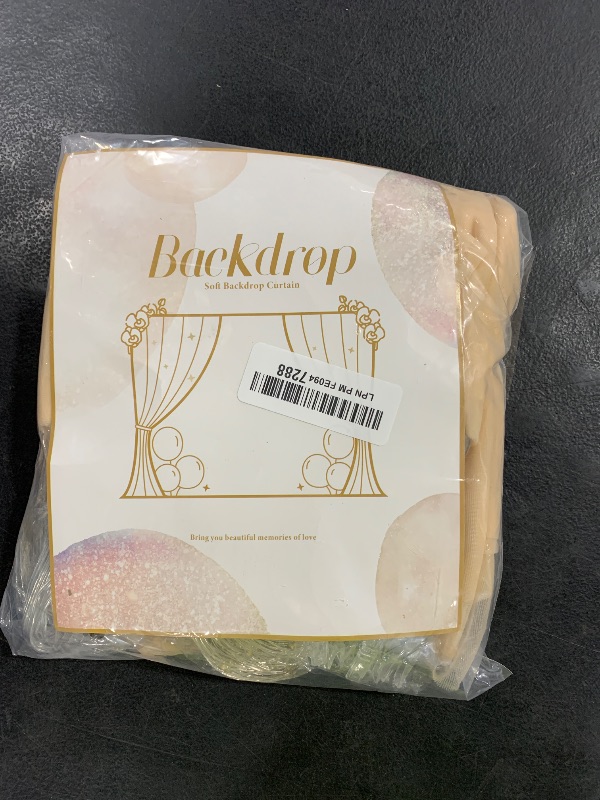 Backdrop
Soft Backdrop Curtain
LPN PM FE094 7288
Bring you beautiful memories of love